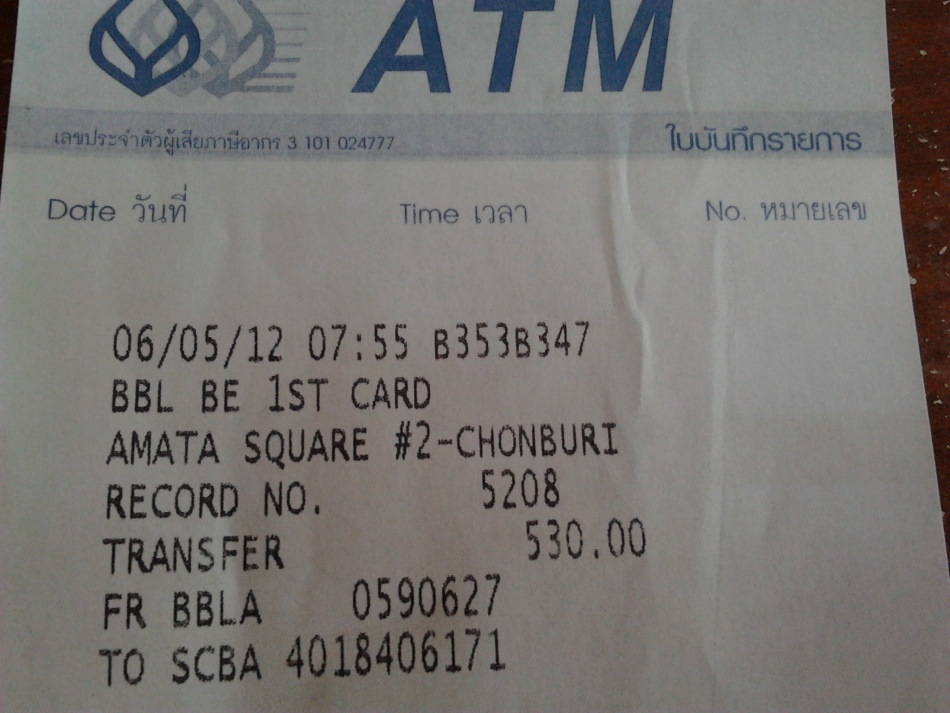 ATM
เลขประจำตัวผู้เสียภาษีอากร 3 101 024777 ใบบันทึกรายการ
Date วันที่ Time เวลา No. หมายเลข
06/05/12 07:55 B353B347
BBL BE 1ST CARD
AMATA SQUARE #2-CHONBURI
RECORD NO. 5208
TRANSFER 530.00
FR BBLA 0590627
TO SCBA 4018406171